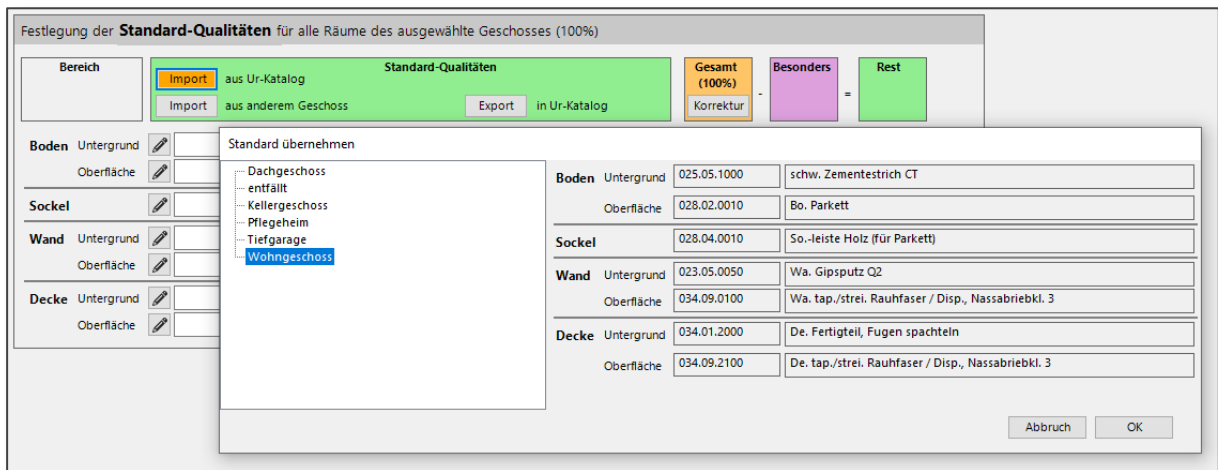 Festlegung der Standard-Qualitäten für alle Räume des ausgewählte Geschosses (100%)
Bereich
Standard-Qualitäten
Import aus Ur-Katalog
Import aus anderem Geschoss
Export in Ur-Katalog
Gesamt
(100%)
Korrektur
-
Besonders
=
Rest
Boden Untergrund
Oberfläche
Sockel
Wand Untergrund
Oberfläche
Decke Untergrund
Oberfläche
Standard übernehmen
Dachgeschoss
entfällt
Kellergeschoss
Pflegeheim
Tiefgarage
Wohngeschoss
Boden Untergrund 025.05.1000 schw. Zementestrich CT
Oberfläche 028.02.0010 Bo. Parkett
Sockel 028.04.0010 So.-leiste Holz (für Parkett)
Wand Untergrund 023.05.0050 Wa. Gipsputz Q2
Oberfläche 034.09.0100 Wa. tap./strei. Rauhfaser / Disp., Nassabriebkl. 3
Decke Untergrund 034.01.2000 De. Fertigteil, Fugen spachteln
Oberfläche 034.09.2100 De. tap./strei. Rauhfaser / Disp., Nassabriebkl. 3
Abbruch OK